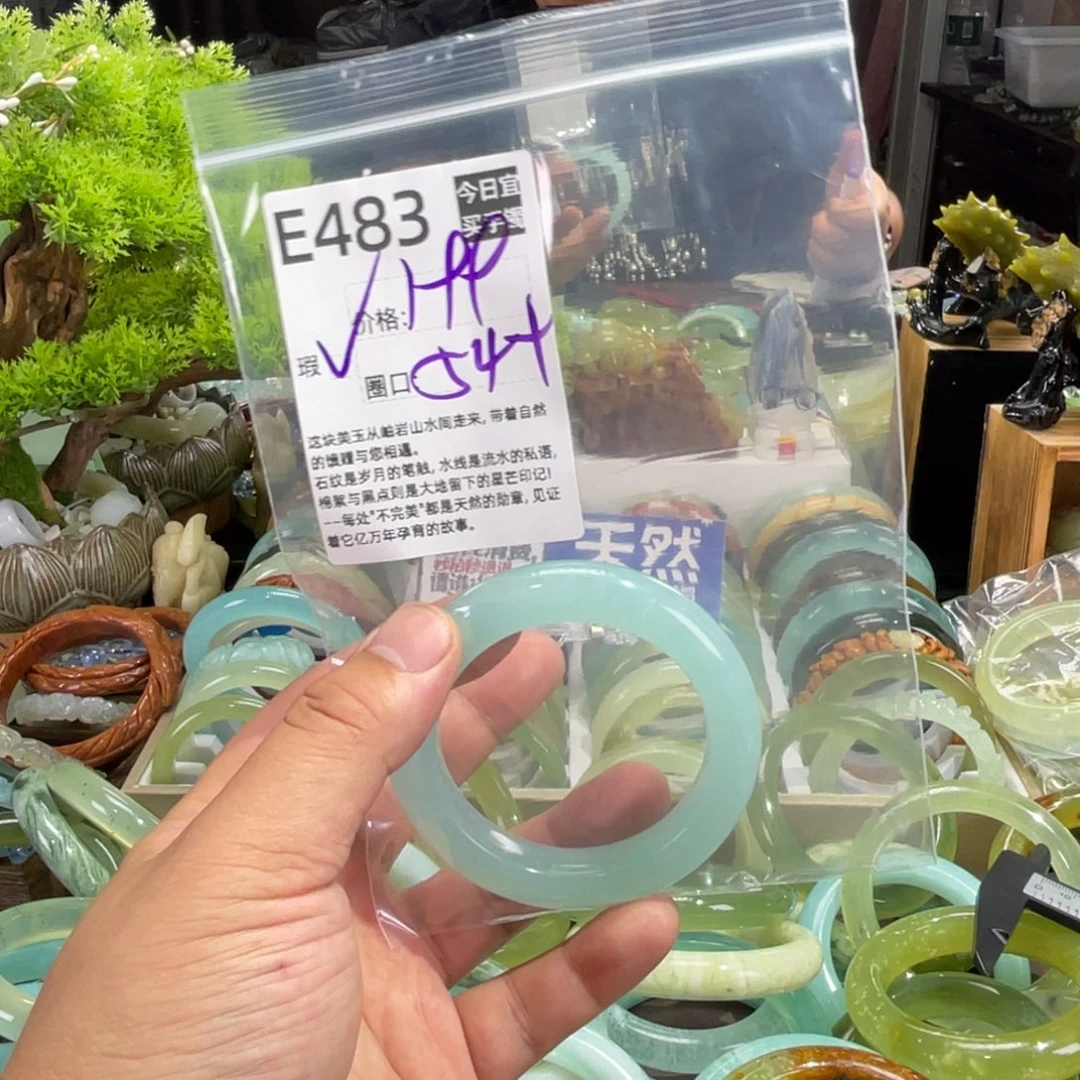 E483
今日宜
买手镯
价格:
瑕✓
圈口 54+
这块美玉从岫岩山水间走来,带着自然
的馈赠与您相遇。
石纹是岁月的笔触,水线是流水的私语,
棉絮与黑点则是大地留下的星芒印记!
--每处"不完美"都是天然的勋章,见证
着它亿万年孕育的故事。
天然